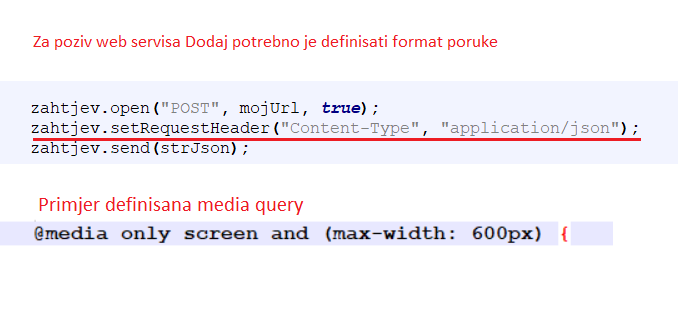 Za poziv web servisa Dodaj potrebno je definisati format poruke
zahtjev.open("POST", mojUrl, true);
zahtjev.setRequestHeader("Content-Type", "application/json");
zahtjev.send(strJson);
Primjer definisana media query
@media only screen and (max-width: 600px) {